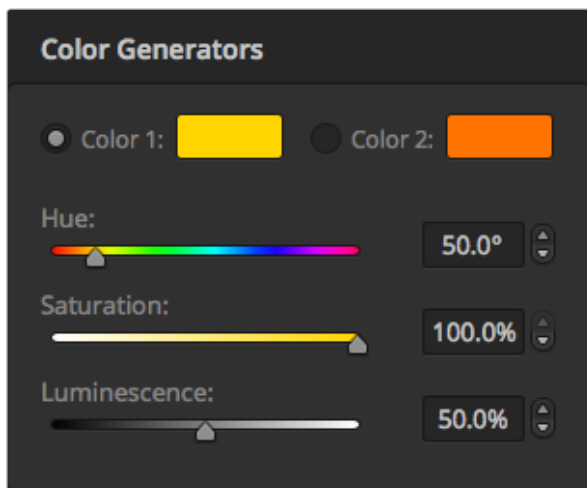 Color Generators
Color 1: Color 2:
Hue:
50.0°
Saturation:
100.0%
Luminescence:
50.0%